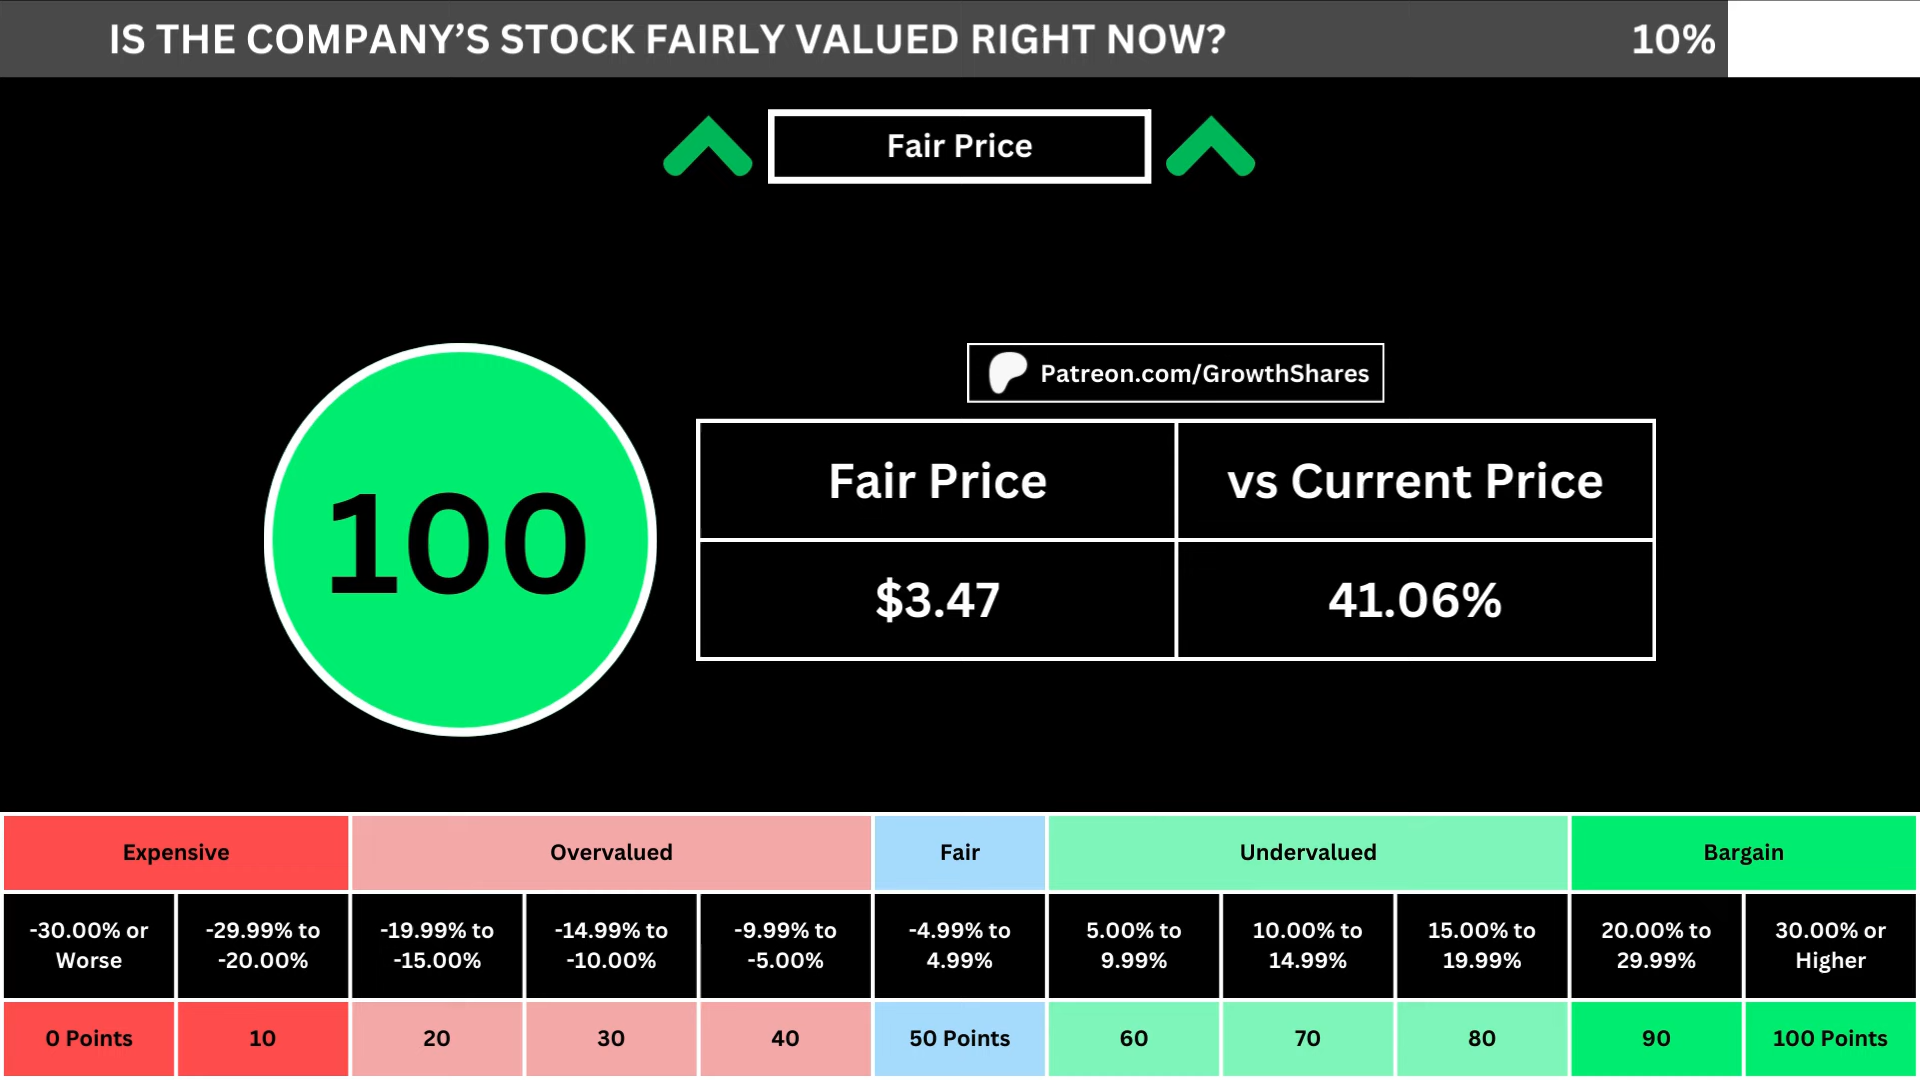 IS THE COMPANY’S STOCK FAIRLY VALUED RIGHT NOW? 10%
Fair Price
100
Patreon.com/GrowthShares
Fair Price vs Current Price
$3.47 41.06%
Expensive Overvalued Fair Undervalued Bargain
-30.00% or -29.99% to -19.99% to -14.99% to -9.99% to -4.99% to 5.00% to 10.00% to 15.00% to 20.00% to 30.00% or
Worse -20.00% -15.00% -10.00% -5.00% 4.99% 9.99% 14.99% 19.99% 29.99% Higher
0 Points 10 20 30 40 50 Points 60 70 80 90 100 Points